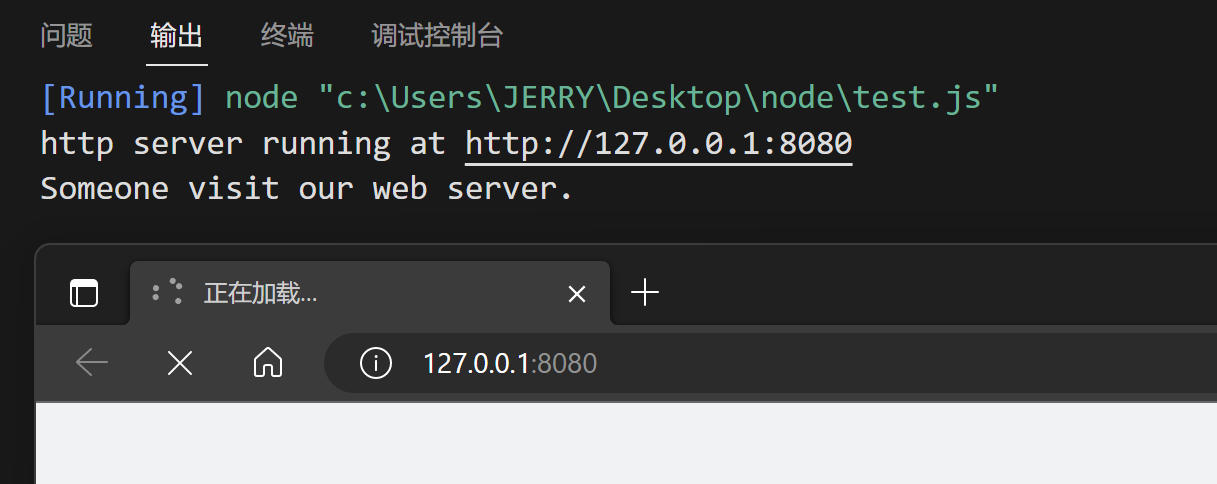 问题 输出 终端 调试控制台
[Running] node "c:\Users\JERRY\Desktop\node\test.js"
http server running at http://127.0.0.1:8080
Someone visit our web server.
正在加载...
127.0.0.1:8080